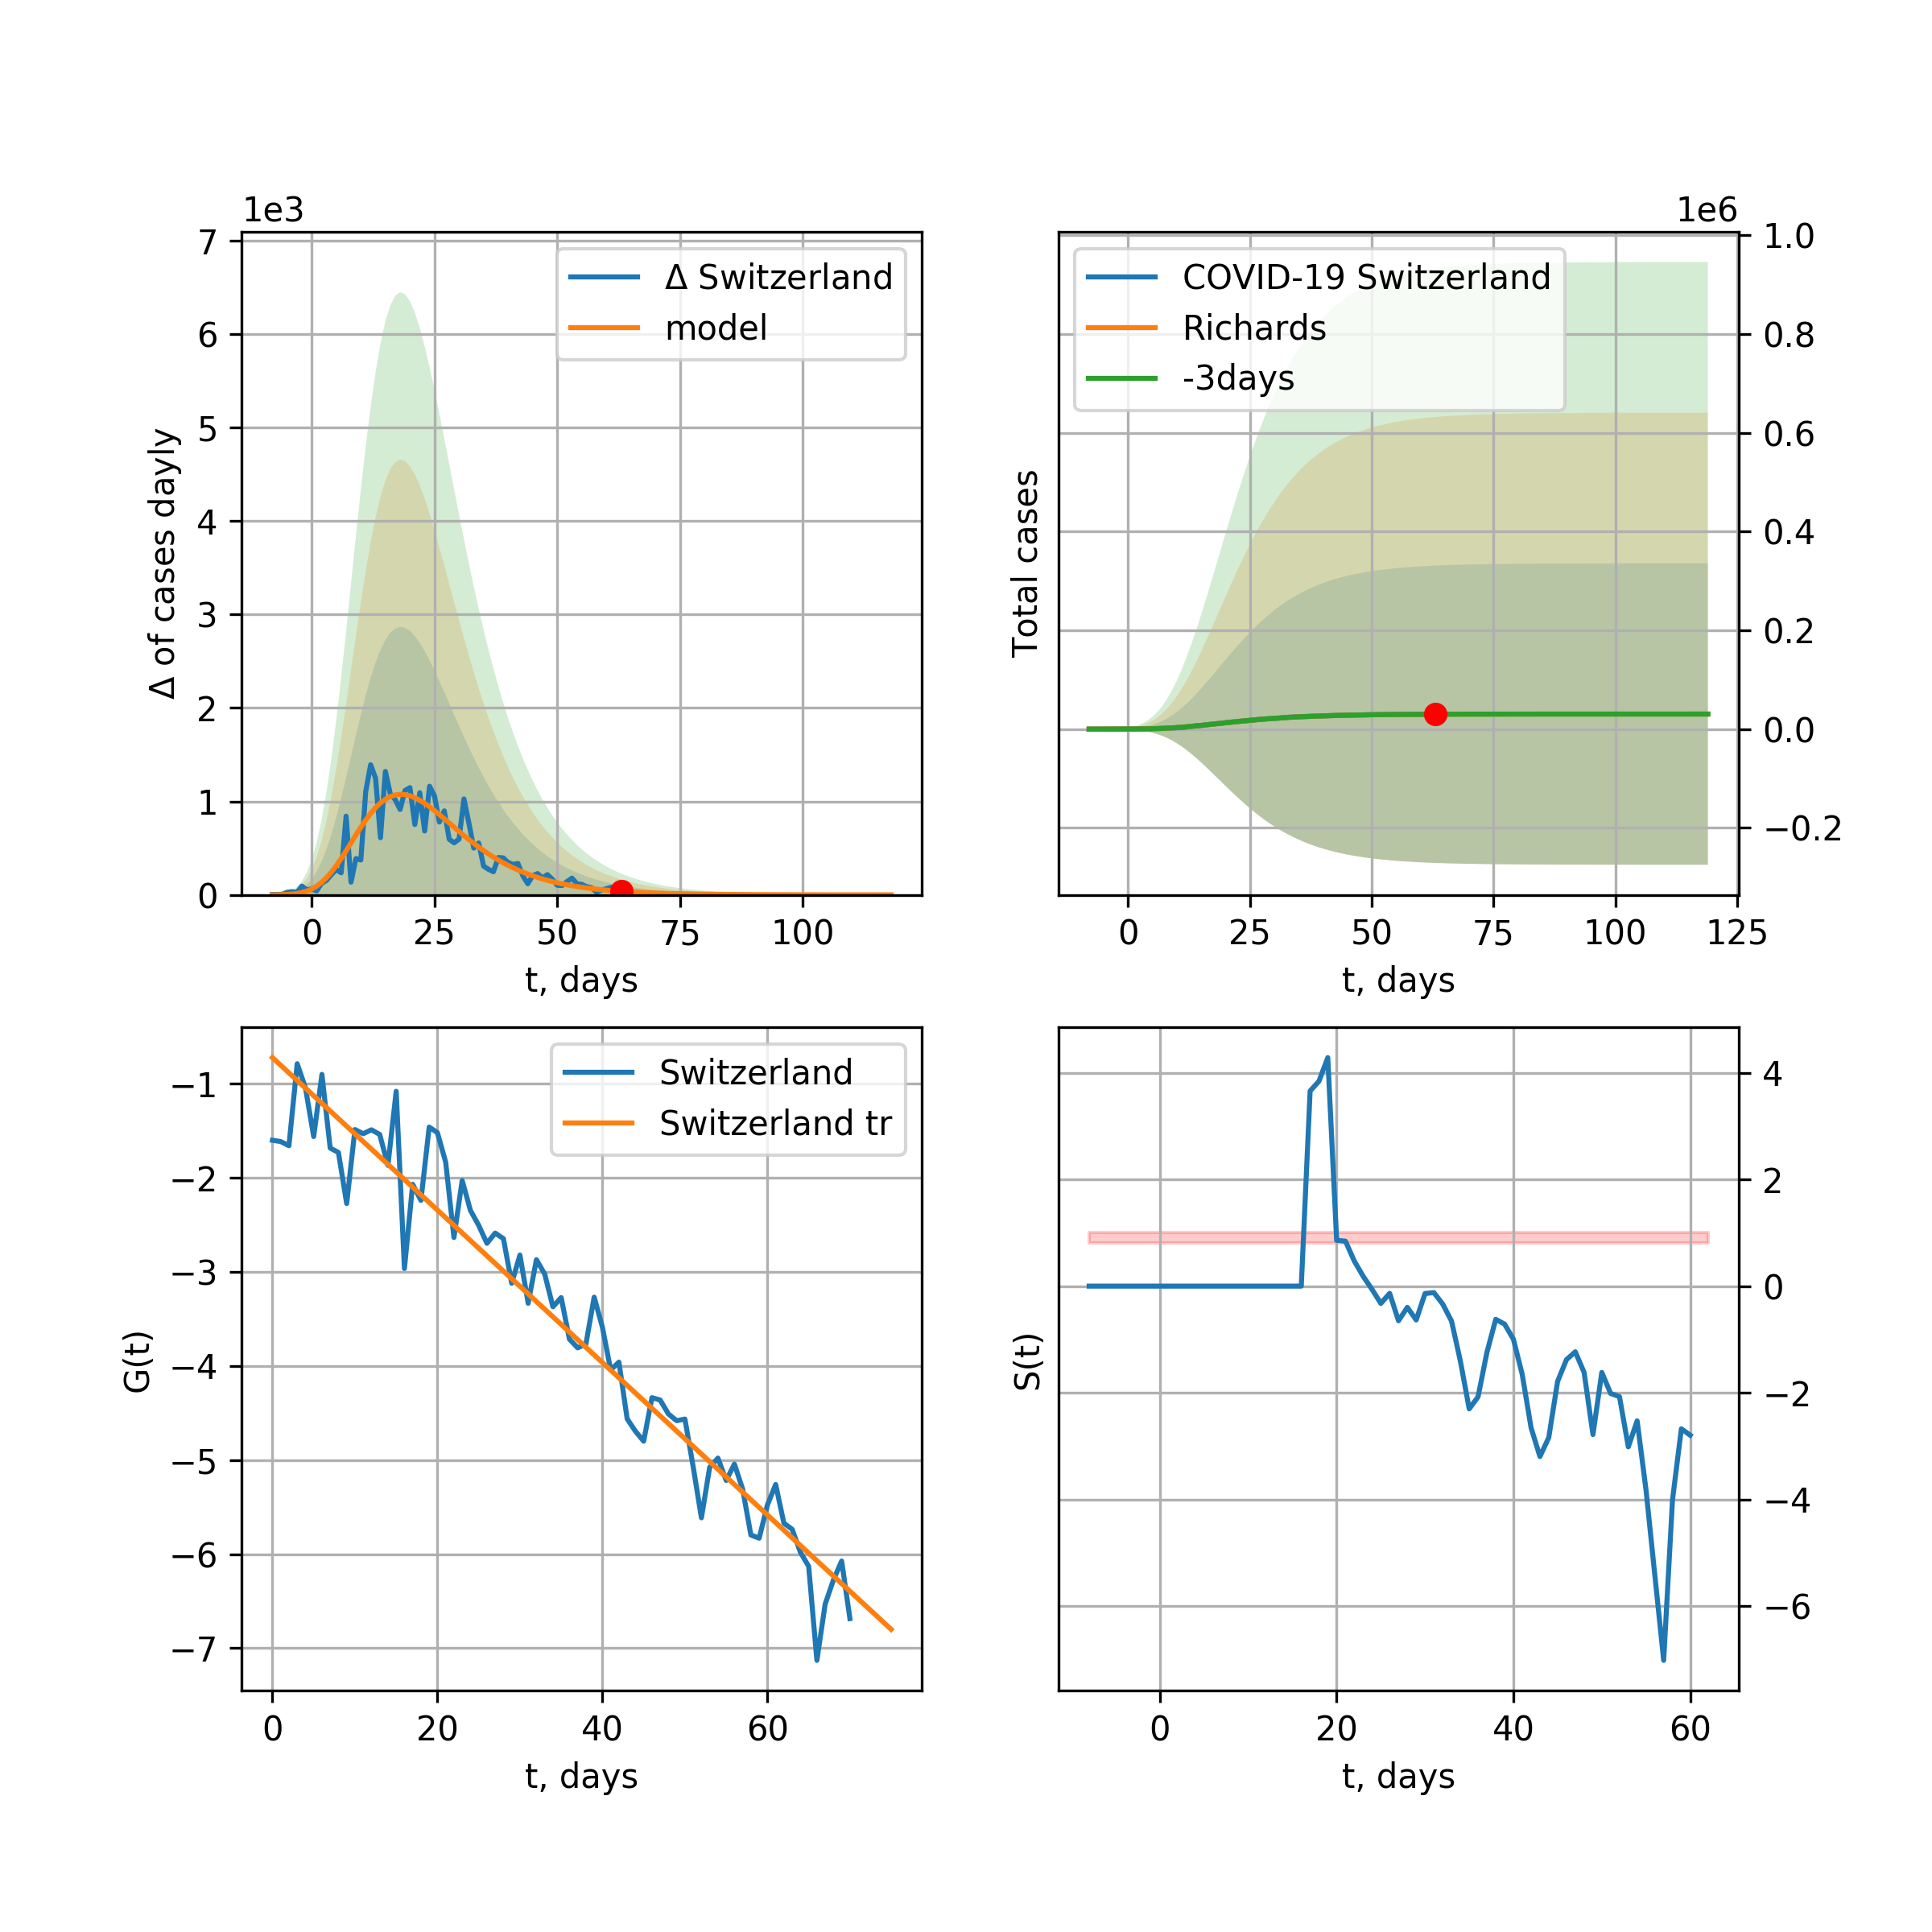 1e3
7
6
5
4
3
2
1
0
Δ of cases dayly
Δ Switzerland
model
0 25 50 75 100
t, days
1e6
1.0
0.8
0.6
0.4
0.2
0.0
−0.2
Total cases
COVID-19 Switzerland
Richards
-3days
0 25 50 75 100 125
t, days
−1
−2
−3
−4
−5
−6
−7
G(t)
Switzerland
Switzerland tr
0 20 40 60
t, days
4
2
0
−2
−4
−6
S(t)
0 20 40 60
t, days